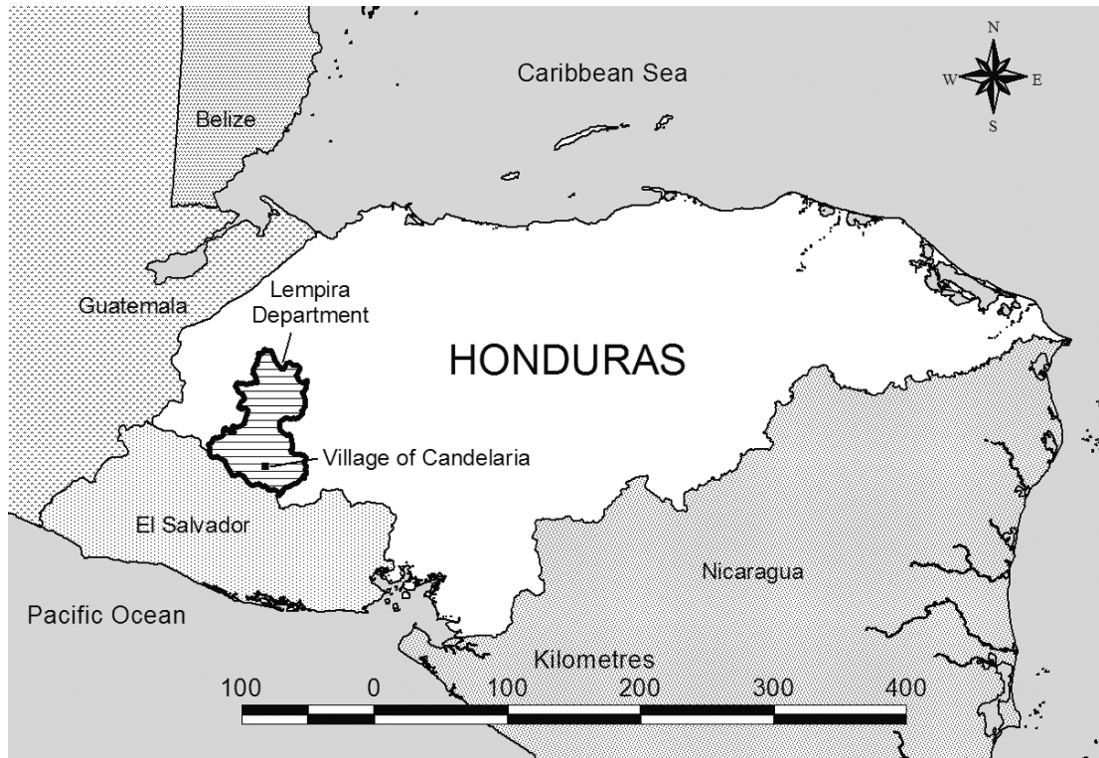 N
Caribbean Sea
W
E
Belize
S
Lempira
Department
Guatemala
HONDURAS
Village of Candelaria
El Salvador
Nicaragua
Pacific Ocean
Kilometres
100 0 100 200 300 400